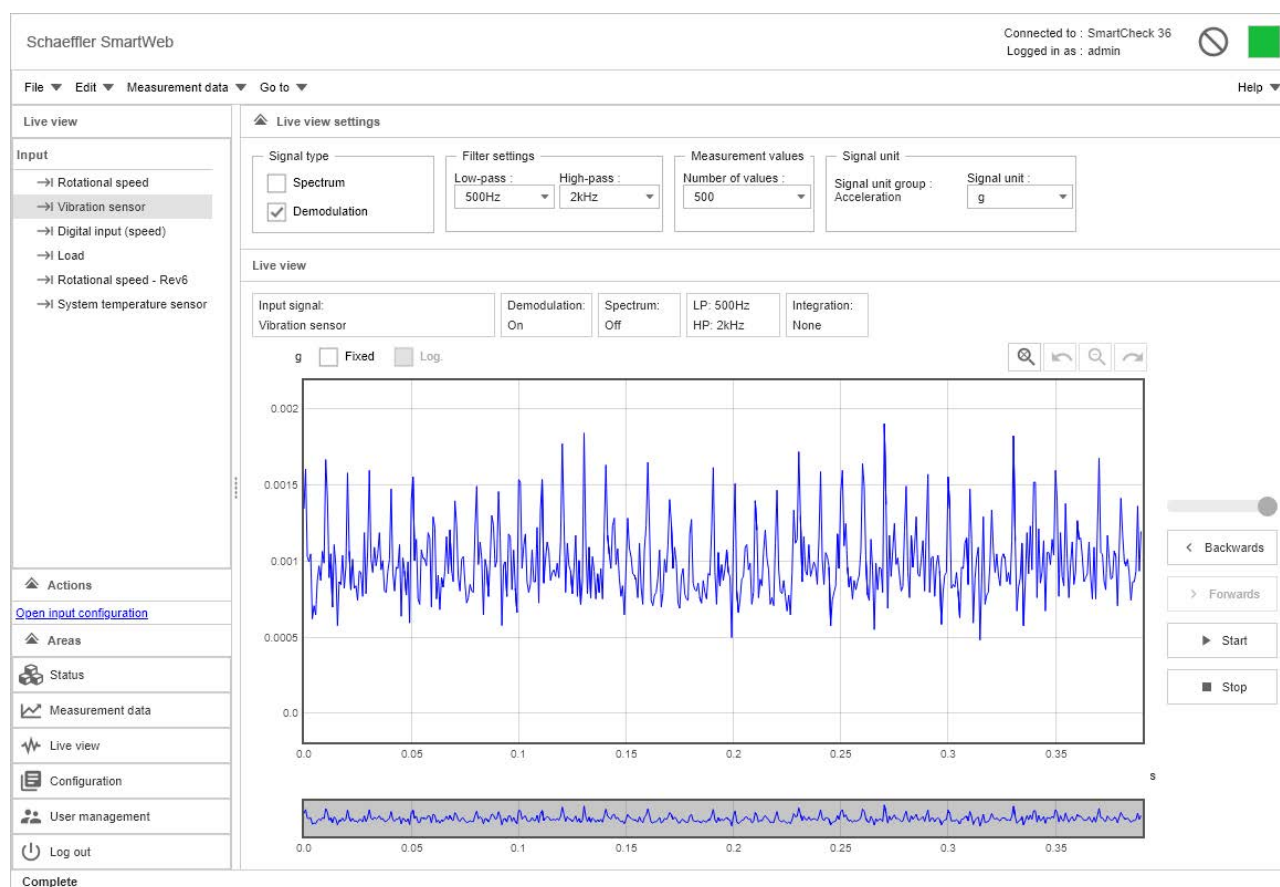 Schaeffler SmartWeb
Connected to : SmartCheck 36
Logged in as : admin
File Edit Measurement data Go to Help
Live view
Input
Rotational speed
Vibration sensor
Digital input (speed)
Load
Rotational speed - Rev6
System temperature sensor
Actions
Open input configuration
Areas
Status
Measurement data
Live view
Configuration
User management
Log out
Live view settings
Signal type
Spectrum
Demodulation
Filter settings
Low-pass : High-pass :
500Hz 2kHz
Measurement values
Number of values :
500
Signal unit
Signal unit group :
Acceleration
Signal unit :
g
Live view
Input signal:
Vibration sensor
Demodulation:
On
Spectrum:
Off
LP: 500Hz
HP: 2kHz
Integration:
None
g Fixed Log.
0.002
0.0015
0.001
0.0005
0.0
0.0 0.05 0.1 0.15 0.2 0.25 0.3 0.35
s
0.0 0.05 0.1 0.15 0.2 0.25 0.3 0.35
Backwards
Forwards
Start
Stop
Complete